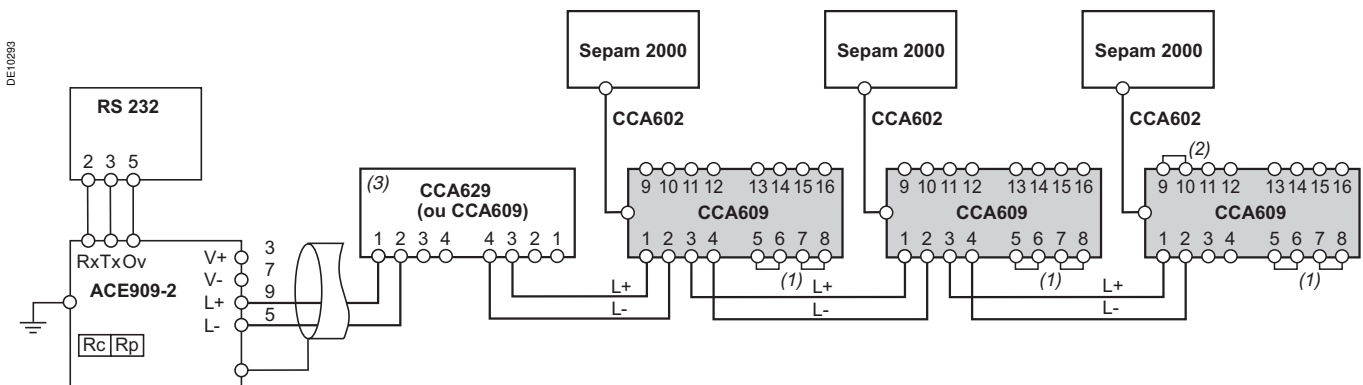 DE10293
Sepam 2000 Sepam 2000 Sepam 2000
RS 232
2 3 5
CCA602 CCA602 CCA602
(3) CCA629
(ou CCA609)
1 2 3 4 4 3 2 1
9 10 11 12 13 14 15 16
CCA609
1 2 3 4 5 6 7 8
(1)
9 10 11 12 13 14 15 16
CCA609
1 2 3 4 5 6 7 8
(1)
(2)
9 10 11 12 13 14 15 16
CCA609
1 2 3 4 5 6 7 8
(1)
Rx Tx Ov
ACE909-2
V+ 3
V- 7
L+ 9
L- 5
Rc Rp
L+ L+ L+
L- L- L-